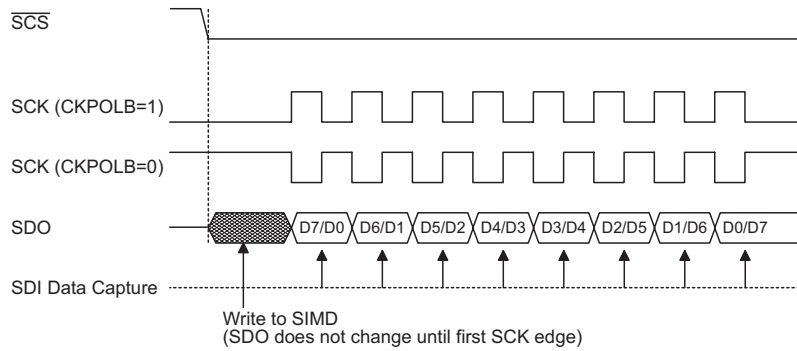 SCS
SCK (CKPOLB=1)
SCK (CKPOLB=0)
SDO
D7/D0 D6/D1 D5/D2 D4/D3 D3/D4 D2/D5 D1/D6 D0/D7
SDI Data Capture
Write to SIMD
(SDO does not change until first SCK edge)